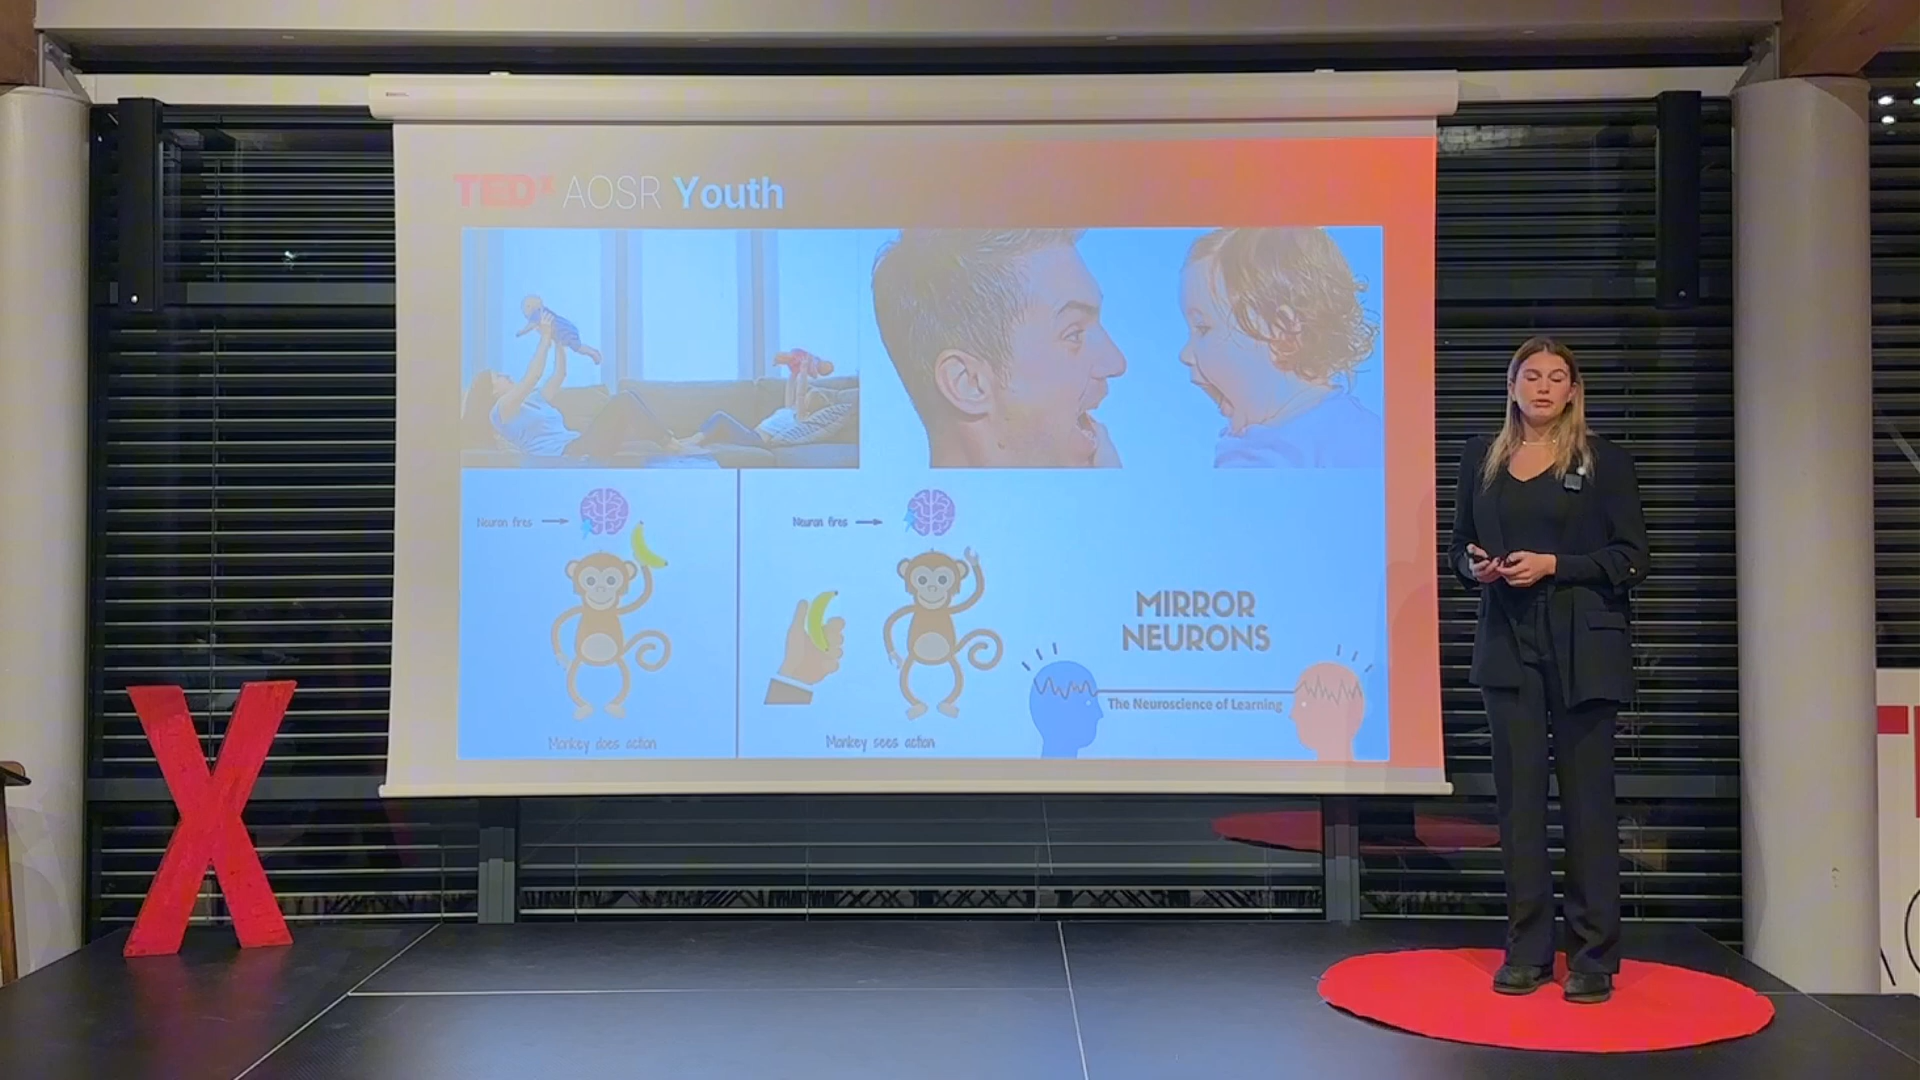 TEDx AOSR Youth
Neuron fires
Neuron fires
MIRROR
NEURONS
The Neuroscience of Learning
Monkey does action
Monkey sees action
X